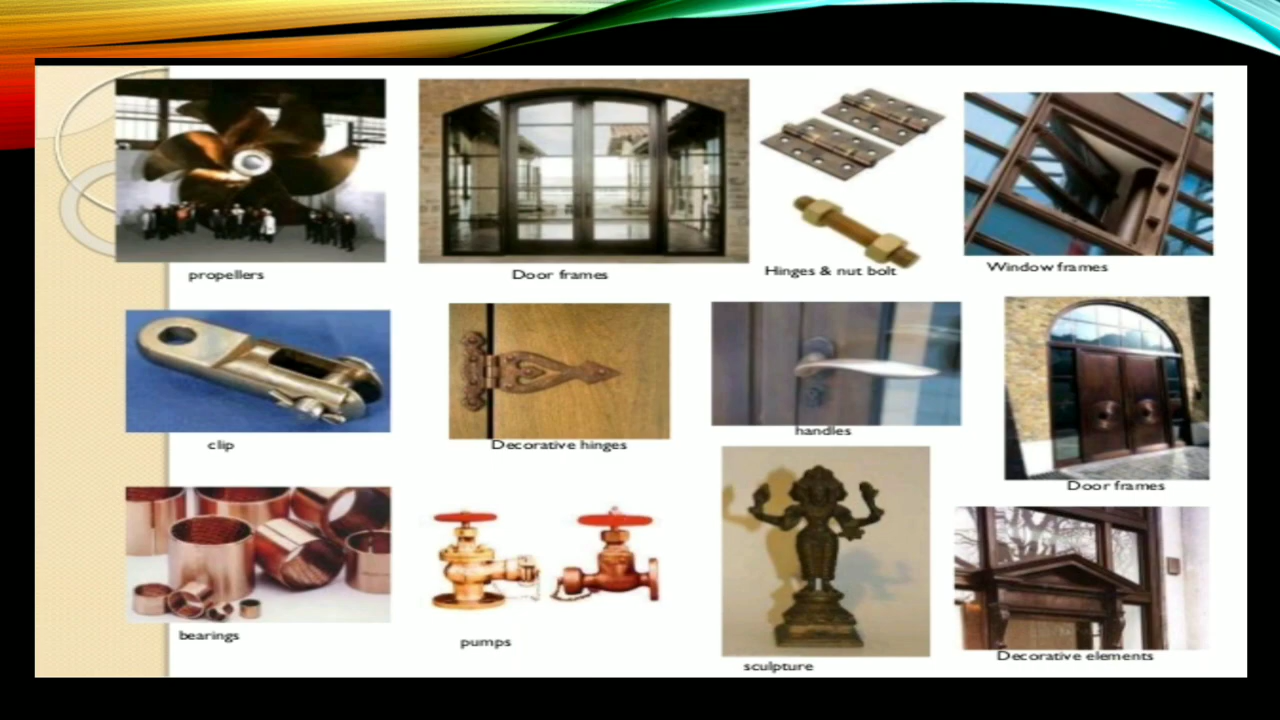 propellers
Door frames
Hinges & nut bolt
Window frames
clip
Decorative hinges
handles
Door frames
bearings
pumps
sculpture
Decorative elements